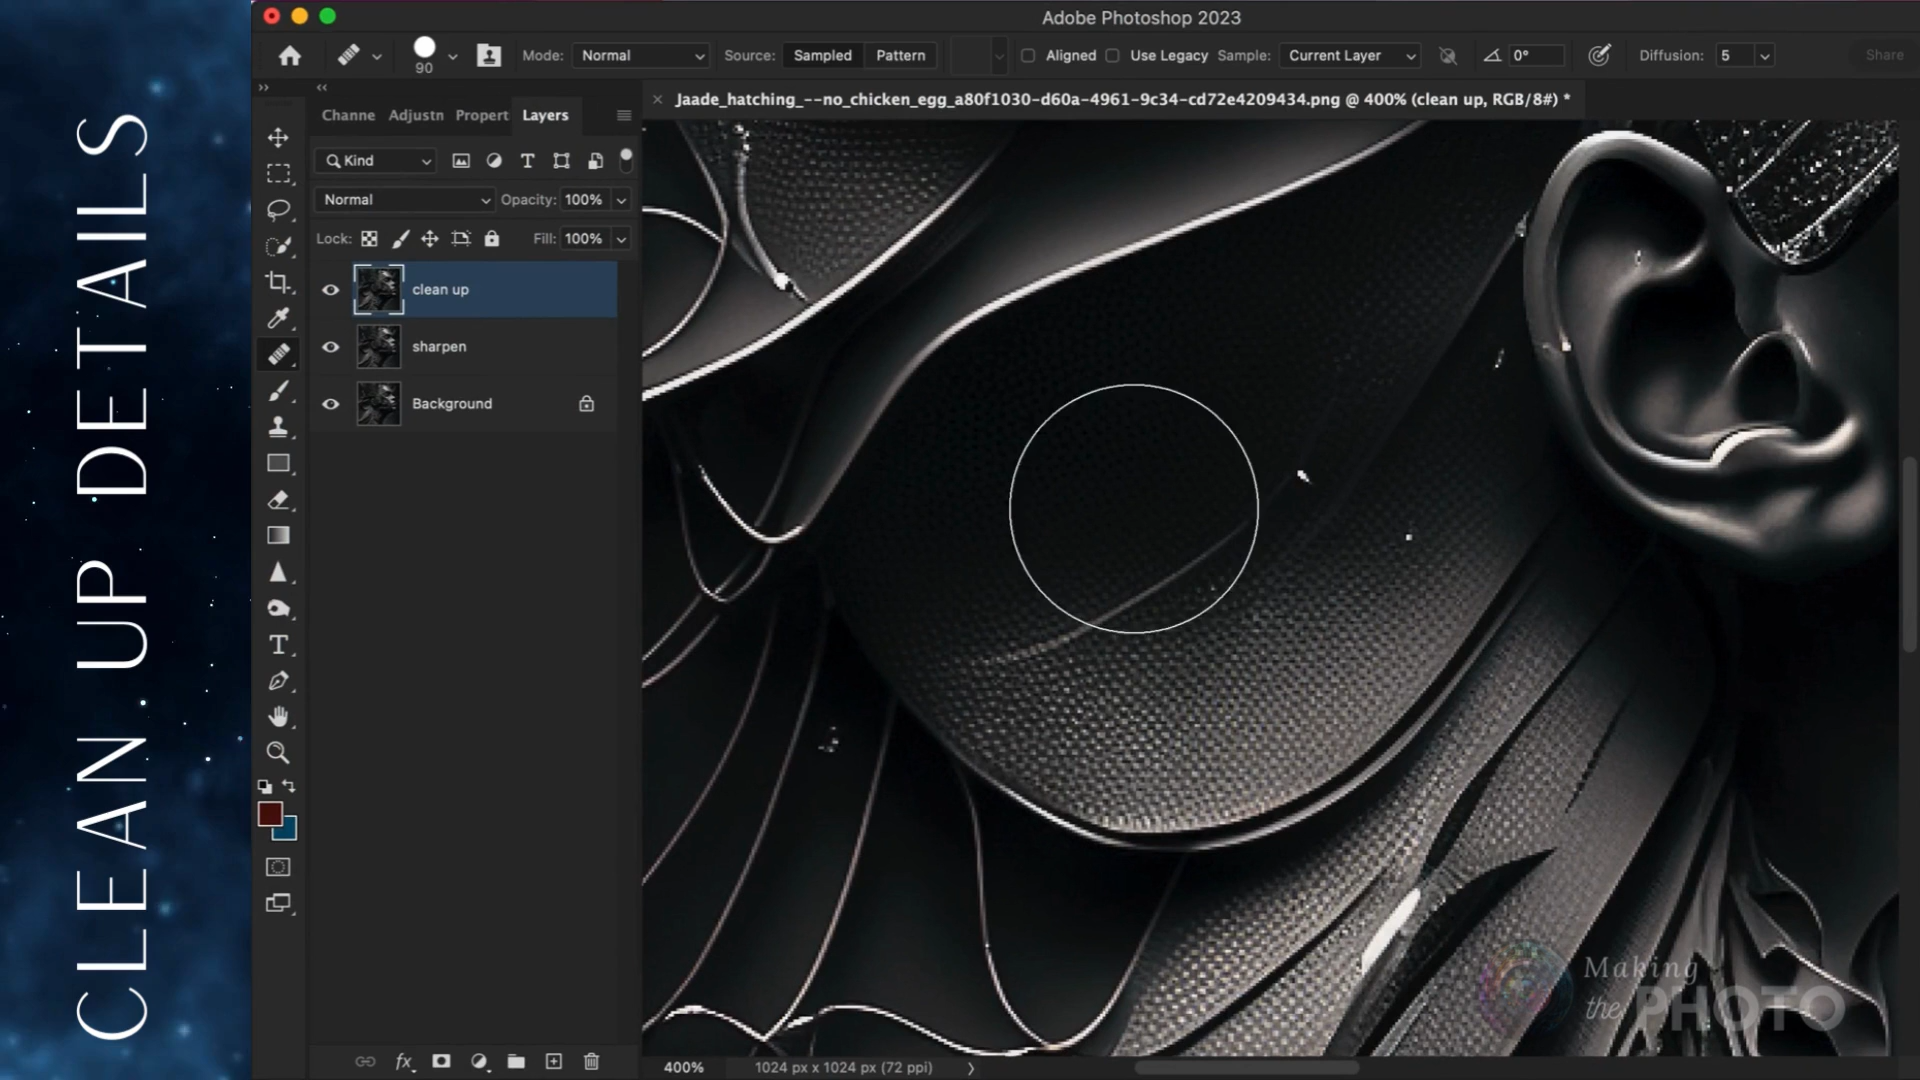 CLEAN UP DETAILS
Adobe Photoshop 2023
90
Mode: Normal Source: Sampled Pattern Aligned Use Legacy Sample: Current Layer 0° Diffusion: 5 Share
Jaade_hatching_--no_chicken_egg_a80f1030-d60a-4961-9c34-cd72e4209434.png @ 400% (clean up, RGB/8#) *
Channe Adjustn Propert Layers
Kind
Normal Opacity: 100%
Lock: Fill: 100%
clean up
sharpen
Background
fx
400% 1024 px x 1024 px (72 ppi)
Making
the PHOTO